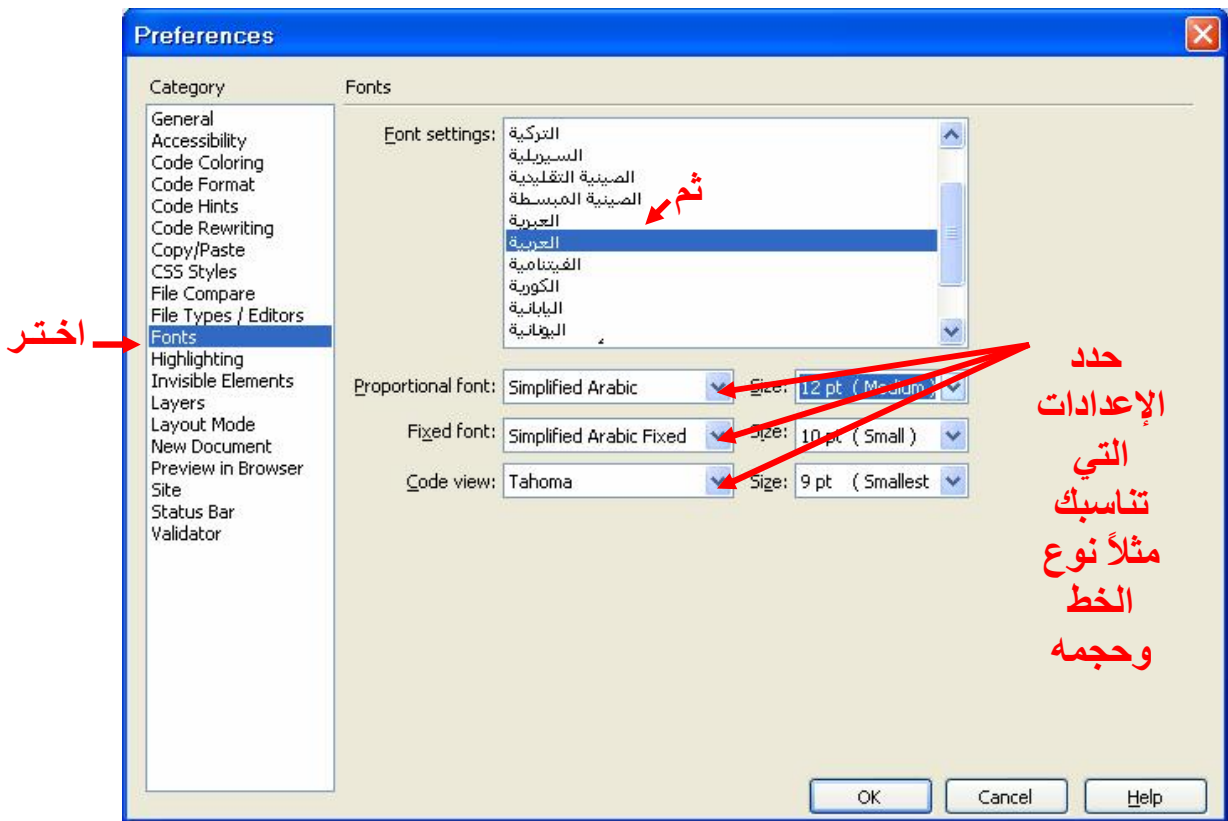 Preferences
Category
Fonts
General
Accessibility
Code Coloring
Code Format
Code Hints
Code Rewriting
Copy/Paste
CSS Styles
File Compare
File Types / Editors
Fonts
Highlighting
Invisible Elements
Layers
Layout Mode
New Document
Preview in Browser
Site
Status Bar
Validator
اختر
Font settings:
التركية
السيريلية
الصينية التقليدية
الصينية المبسطة
العبرية
العربية
الفيتنامية
الكورية
اليابانية
اليونانية
ثم
Proportional font: Simplified Arabic Size: 12 pt ( Medium )
Fixed font: Simplified Arabic Fixed Size: 10 pt ( Small )
Code view: Tahoma Size: 9 pt ( Smallest
حدد
الإعدادات
التي
تناسبك
مثلاً نوع
الخط
وحجمه
OK Cancel Help